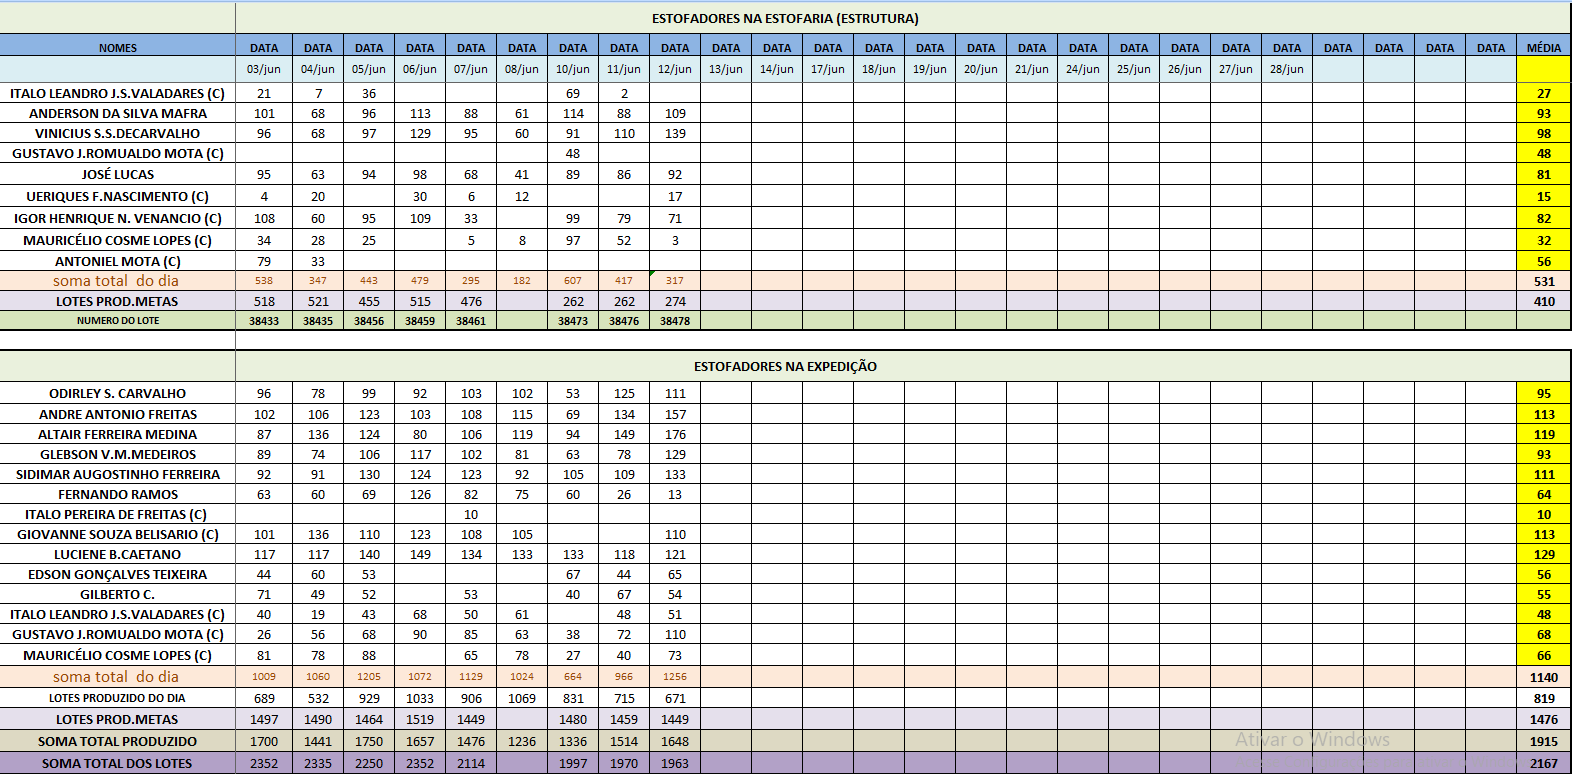 ESTOFADORES NA ESTOFARIA (ESTRUTURA)
NOMES DATA DATA DATA DATA DATA DATA DATA DATA DATA DATA DATA DATA DATA DATA DATA DATA DATA DATA DATA DATA DATA DATA DATA DATA DATA MÉDIA
03/jun 04/jun 05/jun 06/jun 07/jun 08/jun 10/jun 11/jun 12/jun 13/jun 14/jun 17/jun 18/jun 19/jun 20/jun 21/jun 24/jun 25/jun 26/jun 27/jun 28/jun
ITALO LEANDRO J.S.VALADARES (C) 21 7 36 69 2 27
ANDERSON DA SILVA MAFRA 101 68 96 113 88 61 114 88 109 93
VINICIUS S.S.DECARVALHO 96 68 97 129 95 60 91 110 139 98
GUSTAVO J.ROMUALDO MOTA (C) 48 48
JOSÉ LUCAS 95 63 94 98 68 41 89 86 92 81
UERIQUES F.NASCIMENTO (C) 4 20 30 6 12 17 15
IGOR HENRIQUE N. VENANCIO (C) 108 60 95 109 33 99 79 71 82
MAURICÉLIO COSME LOPES (C) 34 28 25 5 8 97 52 3 32
ANTONIEL MOTA (C) 79 33 56
soma total do dia 538 347 443 479 295 182 607 417 317 531
LOTES PROD.METAS 518 521 455 515 476 262 262 274 410
NUMERO DO LOTE 38433 38435 38456 38459 38461 38473 38476 38478
ESTOFADORES NA EXPEDIÇÃO
ODIRLEY S. CARVALHO 96 78 99 92 103 102 53 125 111 95
ANDRE ANTONIO FREITAS 102 106 123 103 108 115 69 134 157 113
ALTAIR FERREIRA MEDINA 87 136 124 80 106 119 94 149 176 119
GLEBSON V.M.MEDEIROS 89 74 106 117 102 81 63 78 129 93
SIDIMAR AUGOSTINHO FERREIRA 92 91 130 124 123 92 105 109 133 111
FERNANDO RAMOS 63 60 69 126 82 75 60 26 13 64
ITALO PEREIRA DE FREITAS (C) 10 10
GIOVANNE SOUZA BELISARIO (C) 101 136 110 123 108 105 110 113
LUCIENE B.CAETANO 117 117 140 149 134 133 133 118 121 129
EDSON GONÇALVES TEIXEIRA 44 60 53 67 44 65 56
GILBERTO C. 71 49 52 53 40 67 54 55
ITALO LEANDRO J.S.VALADARES (C) 40 19 43 68 50 61 48 51 48
GUSTAVO J.ROMUALDO MOTA (C) 26 56 68 90 85 63 38 72 110 68
MAURICÉLIO COSME LOPES (C) 81 78 88 65 78 27 40 73 66
soma total do dia 1009 1060 1205 1072 1129 1024 664 966 1256 1140
LOTES PRODUZIDO DO DIA 689 532 929 1033 906 1069 831 715 671 819
LOTES PROD.METAS 1497 1490 1464 1519 1449 1480 1459 1449 1476
SOMA TOTAL PRODUZIDO 1700 1441 1750 1657 1476 1236 1336 1514 1648 1915
Ativar o Windows
SOMA TOTAL DOS LOTES 2352 2335 2250 2352 2114 1997 1970 1963 2167